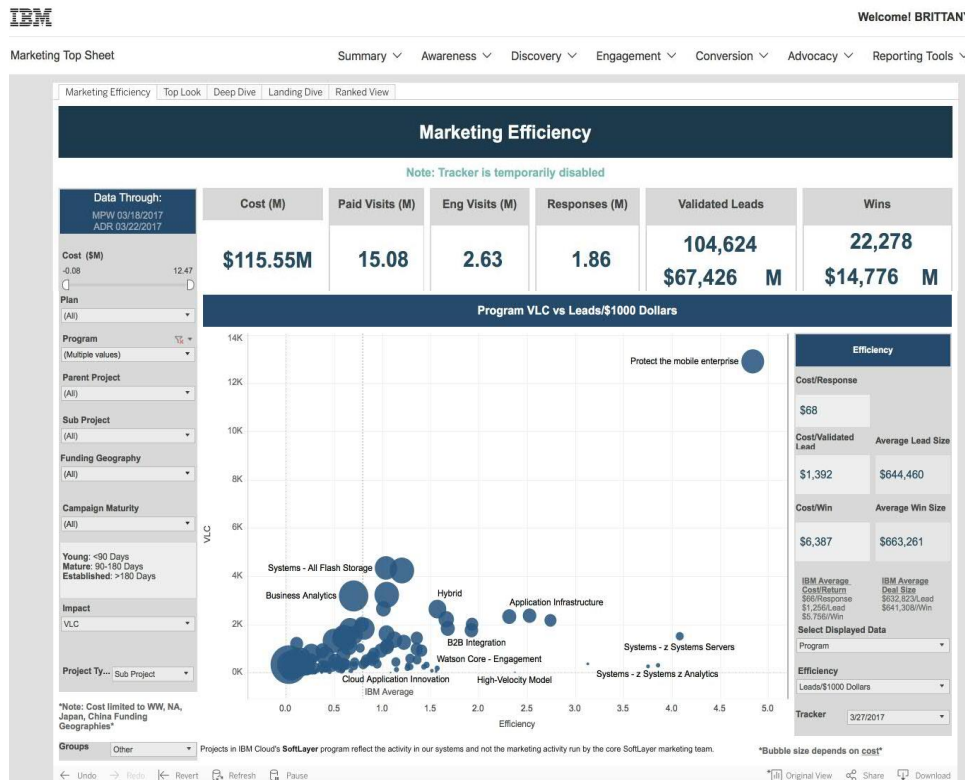 IBM
Welcome! BRITTANY
Marketing Top Sheet
Summary Awareness Discovery Engagement Conversion Advocacy Reporting Tools
Marketing Efficiency Top Look Deep Dive Landing Dive Ranked View
Marketing Efficiency
Note: Tracker is temporarily disabled
Data Through:
MPW 03/18/2017
ADR 03/22/2017
Cost (M) Paid Visits (M) Eng Visits (M) Responses (M) Validated Leads Wins
$115.55M 15.08 2.63 1.86 104,624 22,278
$67,426 M $14,776 M
Cost ($M)
-0.08 12.47
Plan
(All)
Program
(Multiple values)
Parent Project
(All)
Sub Project
(All)
Funding Geography
(All)
Campaign Maturity
(All)
Young: <90 Days
Mature: 90-180 Days
Established: >180 Days
Impact
VLC
Project Ty... Sub Project
*Note: Cost limited to WW, NA,
Japan, China Funding
Geographies*
Groups Other
Program VLC vs Leads/$1000 Dollars
14K
12K
10K
8K
6K
4K
2K
0K
VLC
Protect the mobile enterprise
Systems - All Flash Storage
Business Analytics
Hybrid
Application Infrastructure
B2B Integration
Systems - z Systems Servers
Watson Core - Engagement
Systems - z Systems z Analytics
Cloud Application Innovation
High-Velocity Model
IBM Average
0.0 0.5 1.0 1.5 2.0 2.5 3.0 3.5 4.0 4.5 5.0
Efficiency
Efficiency
Cost/Response
$68
Cost/Validated
Lead
Average Lead Size
$1,392 $644,460
Cost/Win Average Win Size
$6,387 $663,261
IBM Average
Cost/Return
$66/Response
$1,256/Lead
$5.756//Win
IBM Average
Deal Size
$632,823/Lead
$641,308//Win
Select Displayed Data
Program
Efficiency
Leads/$1000 Dollars
Tracker 3/27/2017
Projects in IBM Cloud's SoftLayer program reflect the activity in our systems and not the marketing activity run by the core SoftLayer marketing team.
*Bubble size depends on cost*
Undo Redo Revert Refresh Pause
Original View Share Download